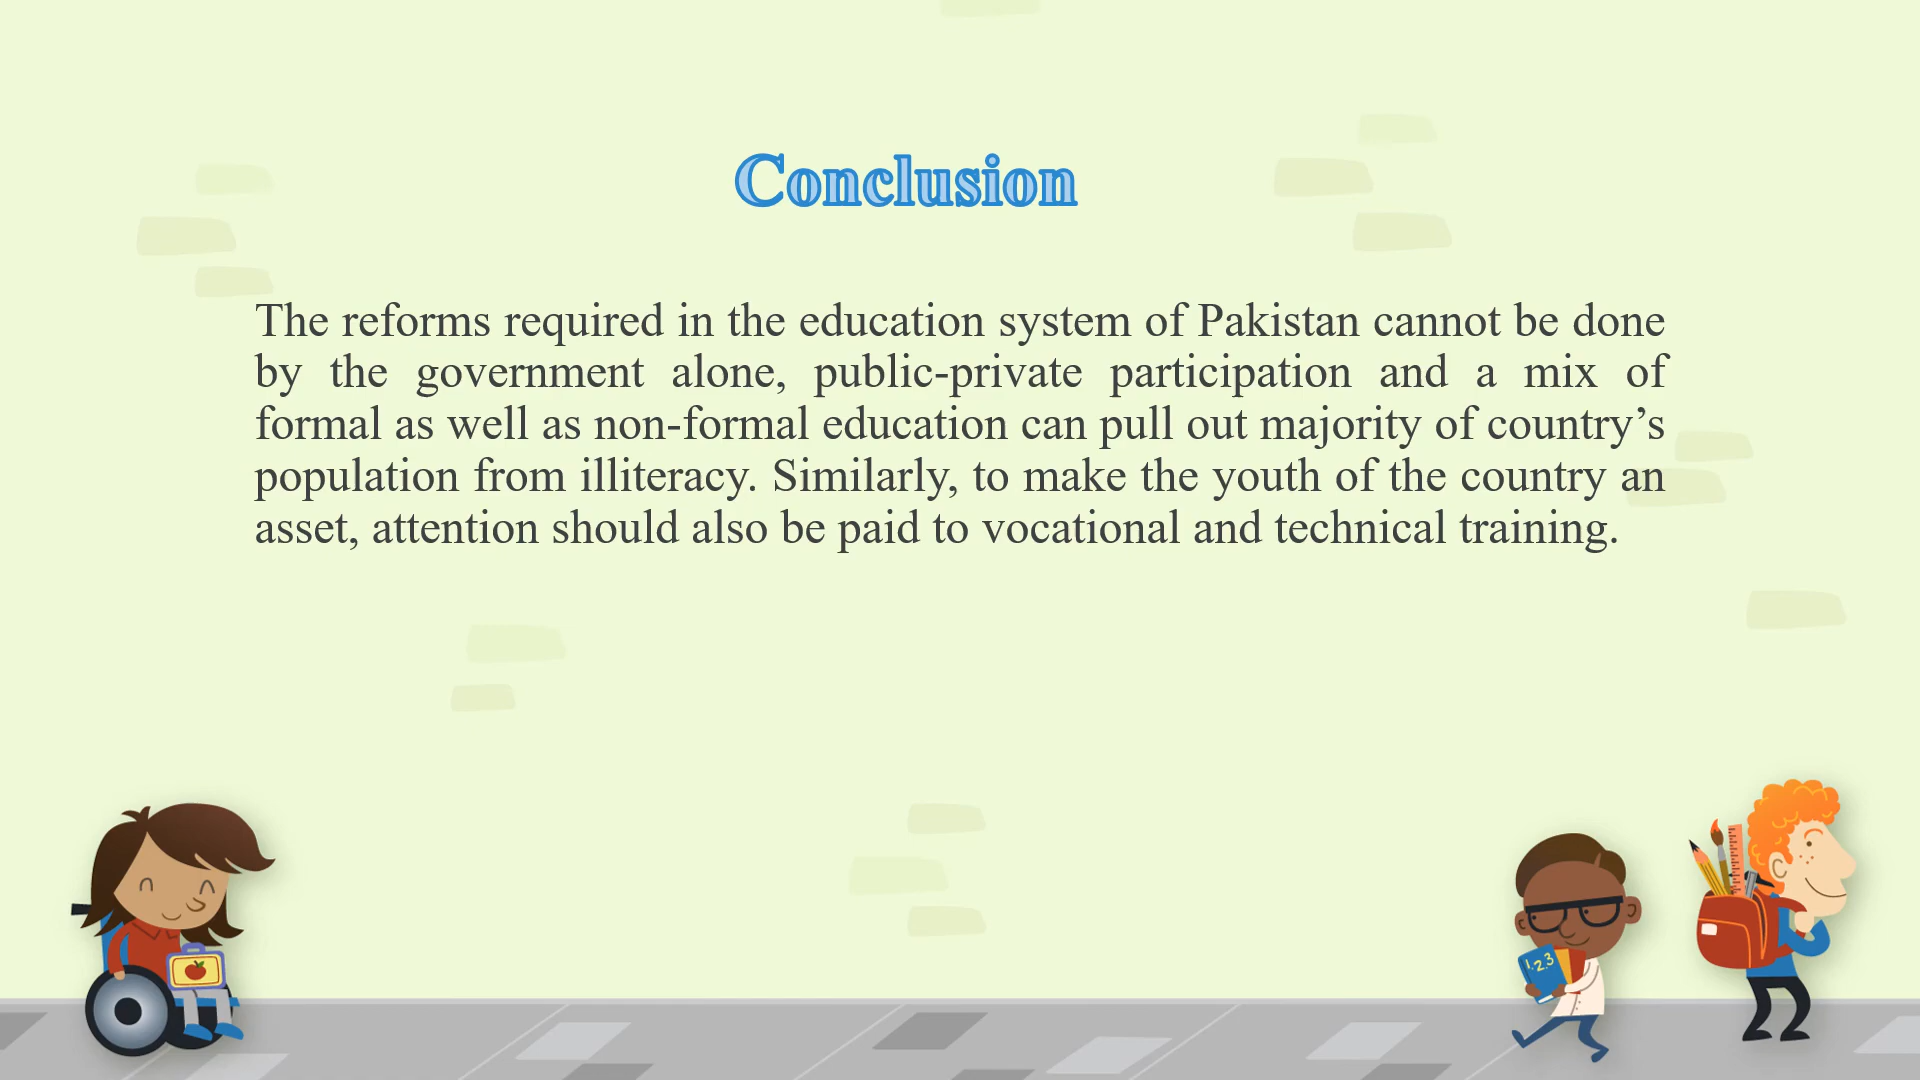 Conclusion
The reforms required in the education system of Pakistan cannot be done
by the government alone, public-private participation and a mix of
formal as well as non-formal education can pull out majority of country’s
population from illiteracy. Similarly, to make the youth of the country an
asset, attention should also be paid to vocational and technical training.
1.23